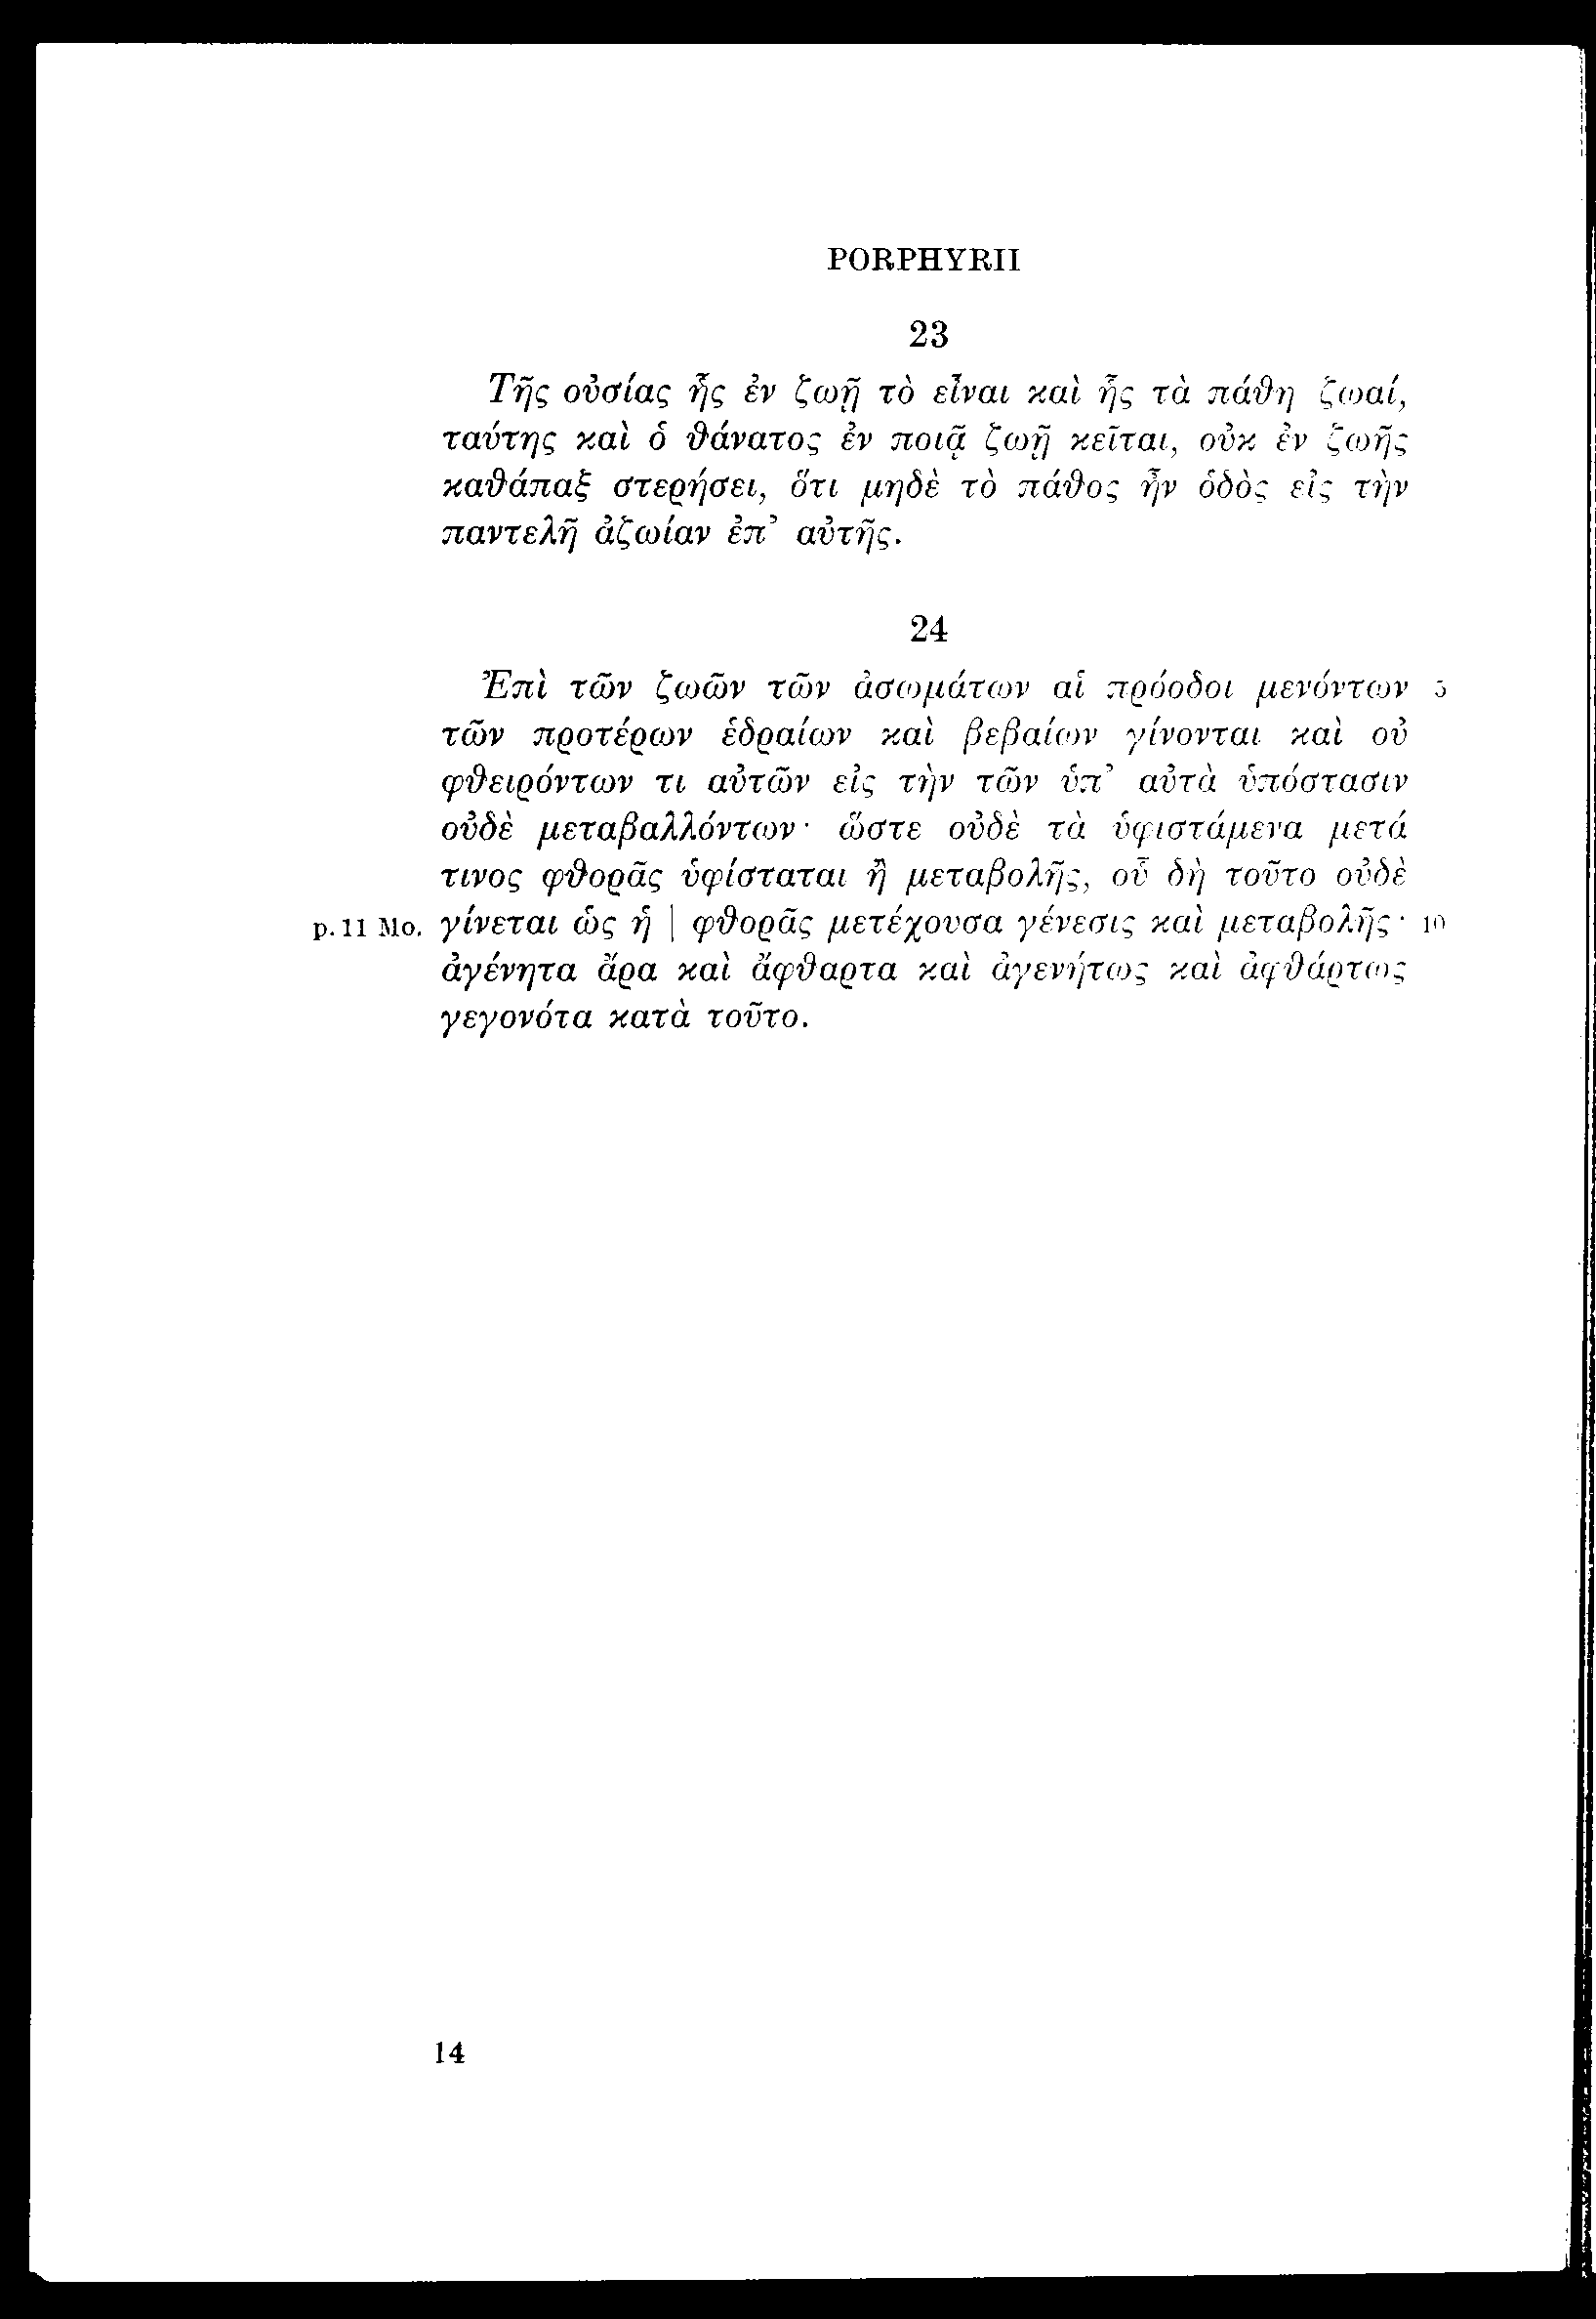 PORPHYRII
23
Τῆς οὐσίας ἧς ἐν ζωῇ τὸ εἶναι καὶ ἧς τὰ πάθη ζωαί,
ταύτης καὶ ὁ θάνατος ἐν ποιᾷ ζωῇ κεῖται, οὐκ ἐν ζωῆς
καθάπαξ στερήσει, ὅτι μηδὲ τὸ πάθος ἦν ὁδὸς εἰς τὴν
παντελῆ ἀζωίαν ἐπ’ αὐτῆς.
24
Ἐπὶ τῶν ζωῶν τῶν ἀσωμάτων αἱ πρόοδοι μενόντων 5
τῶν προτέρων ἑδραίων καὶ βεβαίων γίνονται καὶ οὐ
φθειρόντων τι αὐτῶν εἰς τὴν τῶν ὑπ’ αὐτὰ ὑπόστασιν
οὐδὲ μεταβαλλόντων· ὥστε οὐδὲ τὰ ὑφιστάμενα μετά
τινος φθορᾶς ὑφίσταται ἢ μεταβολῆς, οὗ δὴ τοῦτο οὐδὲ
p. 11 Mo. γίνεται ὡς ἡ | φθορᾶς μετέχουσα γένεσις καὶ μεταβολῆς· 10
ἀγένητα ἄρα καὶ ἄφθαρτα καὶ ἀγενήτως καὶ ἀφθάρτως
γεγονότα κατὰ τοῦτο.
14